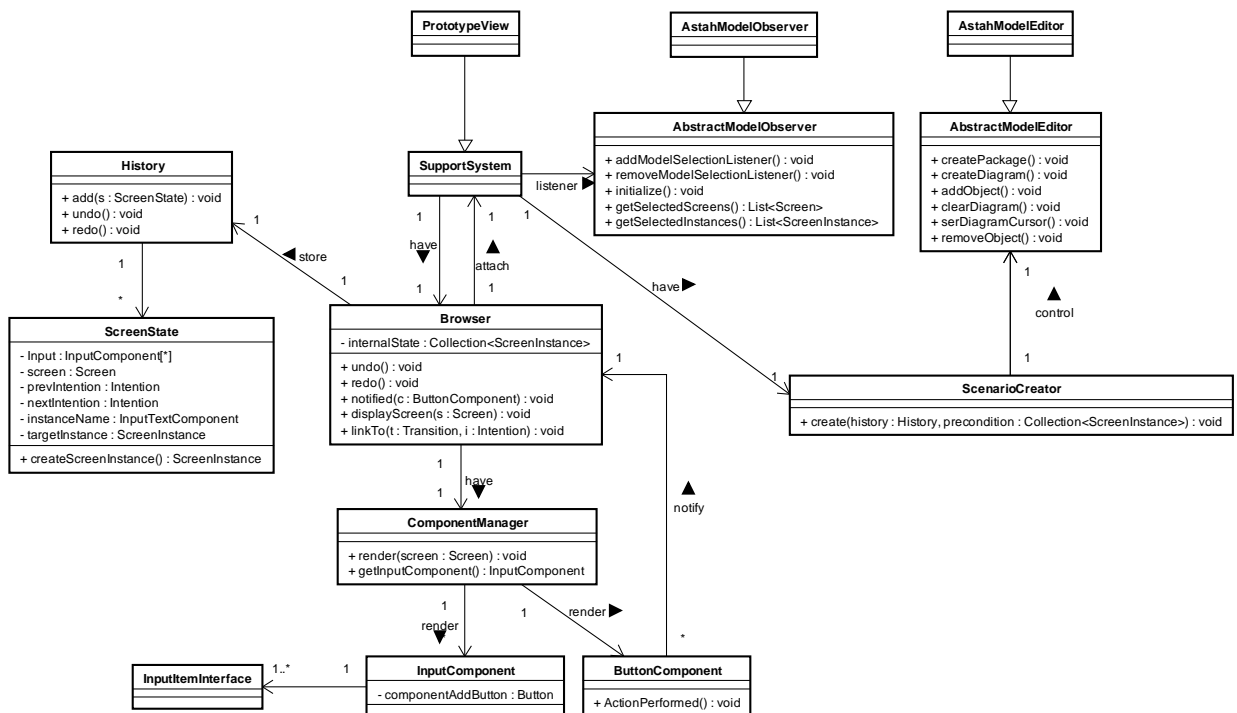 PrototypeView
AstahModelObserver
AstahModelEditor
AbstractModelObserver
+ addModelSelectionListener() : void
+ removeModelSelectionListener() : void
+ initialize() : void
+ getSelectedScreens() : List<Screen>
+ getSelectedInstances() : List<ScreenInstance>
AbstractModelEditor
+ createPackage() : void
+ createDiagram() : void
+ addObject() : void
+ clearDiagram() : void
+ serDiagramCursor() : void
+ removeObject() : void
History
+ add(s : ScreenState) : void
+ undo() : void
+ redo() : void
SupportSystem
listener
1
1
1
1
have
attach
1
1
store
1
1
*
have
1
1
control
1
ScreenState
- Input : InputComponent[*]
- screen : Screen
- prevIntention : Intention
- nextIntention : Intention
- instanceName : InputTextComponent
- targetInstance : ScreenInstance
+ createScreenInstance() : ScreenInstance
Browser
- internalState : Collection<ScreenInstance>
+ undo() : void
+ redo() : void
+ notified(c : ButtonComponent) : void
+ displayScreen(s : Screen) : void
+ linkTo(t : Transition, i : Intention) : void
1
1
ScenarioCreator
+ create(history : History, precondition : Collection<ScreenInstance>) : void
1
have
1
notify
ComponentManager
+ render(screen : Screen) : void
+ getInputComponent() : InputComponent
1
render
1
render
*
InputItemInterface
1..*
1
InputComponent
- componentAddButton : Button
ButtonComponent
+ ActionPerformed() : void